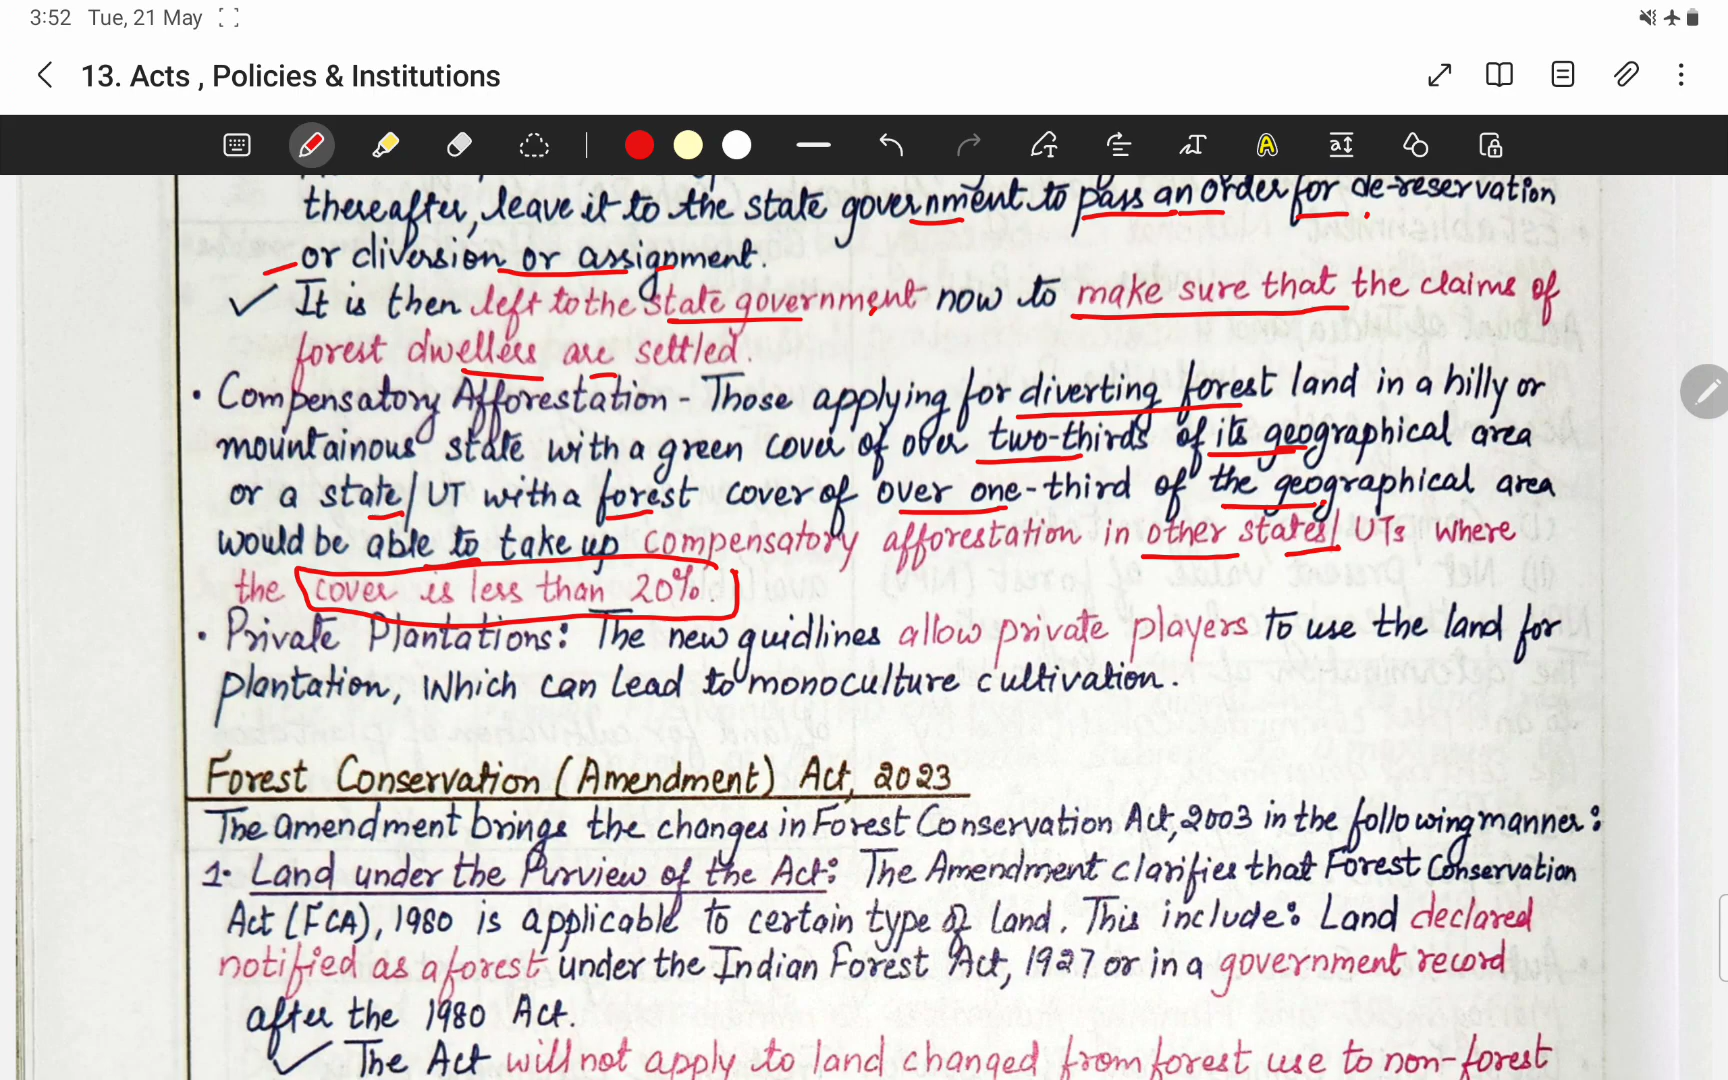 3:52 Tue, 21 May
13. Acts , Policies & Institutions
thereafter, leave it to the state government to pass an order for de-reservation
or diversion or assignment.
✓ It is then left to the state government now to make sure that the claims of
forest dwellers are settled.
• Compensatory Afforestation - Those applying for diverting forest land in a hilly or
mountainous state with a green cover of over two-thirds of its geographical area
or a state/UT with a forest cover of over one-third of the geographical area
would be able to take up compensatory afforestation in other states/UTs where
the cover is less than 20%.
• Private Plantations: The new guidlines allow private players to use the land for
plantation, which can lead to monoculture cultivation.
Forest Conservation (Amendment) Act, 2023
The amendment brings the changes in Forest Conservation Act, 2003 in the following manner:
1. Land under the Purview of the Act: The Amendment clarifies that Forest Conservation
Act (FCA), 1980 is applicable to certain type of land. This include: Land declared
notified as a forest under the Indian Forest Act, 1927 or in a government record
after the 1980 Act.
✓ The Act will not apply to land changed from forest use to non-forest